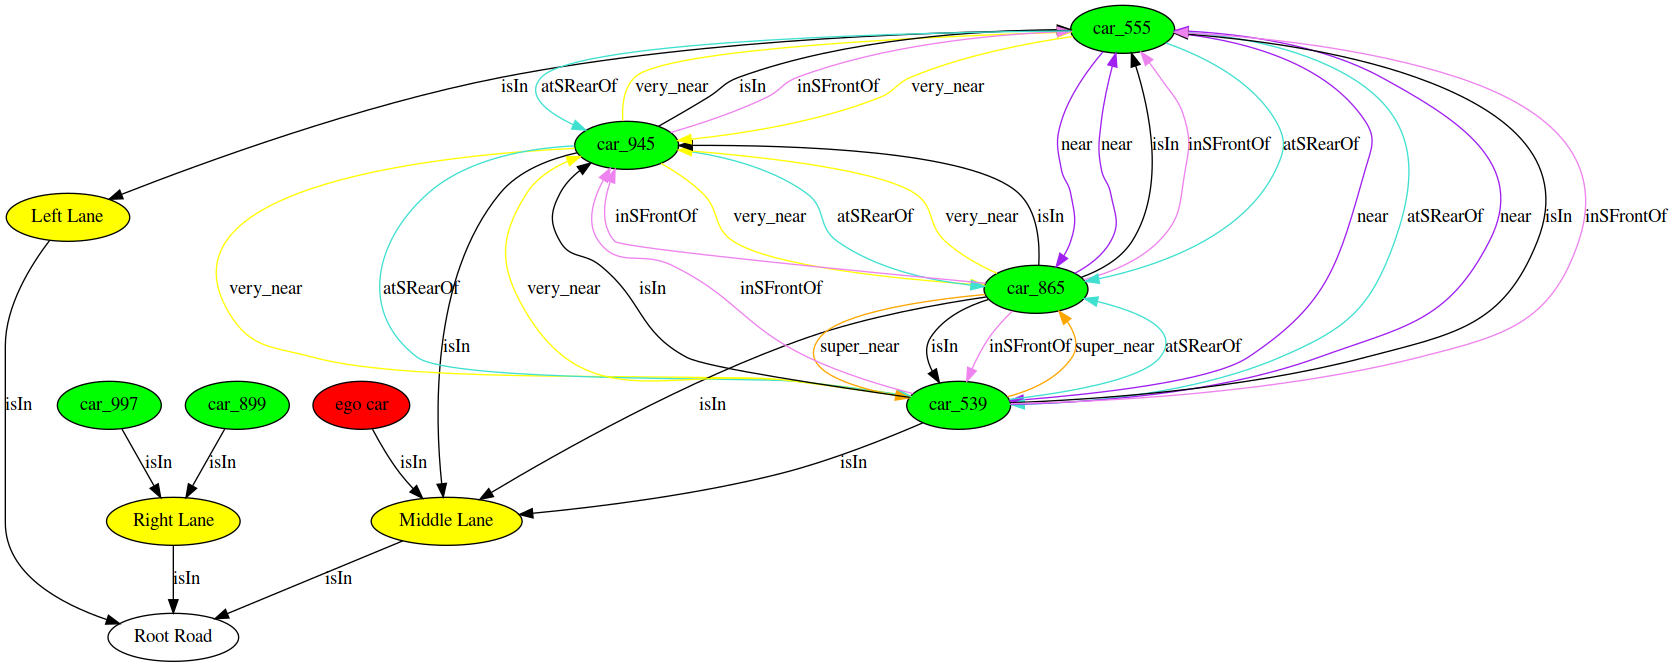 car_555
isIn
atSRearOf
very_near
isIn
inSFrontOf
very_near
car_945
near
near
isIn
inSFrontOf
atSRearOf
Left Lane
inSFrontOf
very_near
atSRearOf
very_near
isIn
near
atSRearOf
near
isIn
inSFrontOf
very_near
atSRearOf
very_near
isIn
inSFrontOf
car_865
isIn
super_near
isIn
inSFrontOf
super_near
atSRearOf
isIn
car_997
car_899
ego car
isIn
car_539
isIn
isIn
isIn
isIn
Right Lane
Middle Lane
isIn
isIn
Root Road